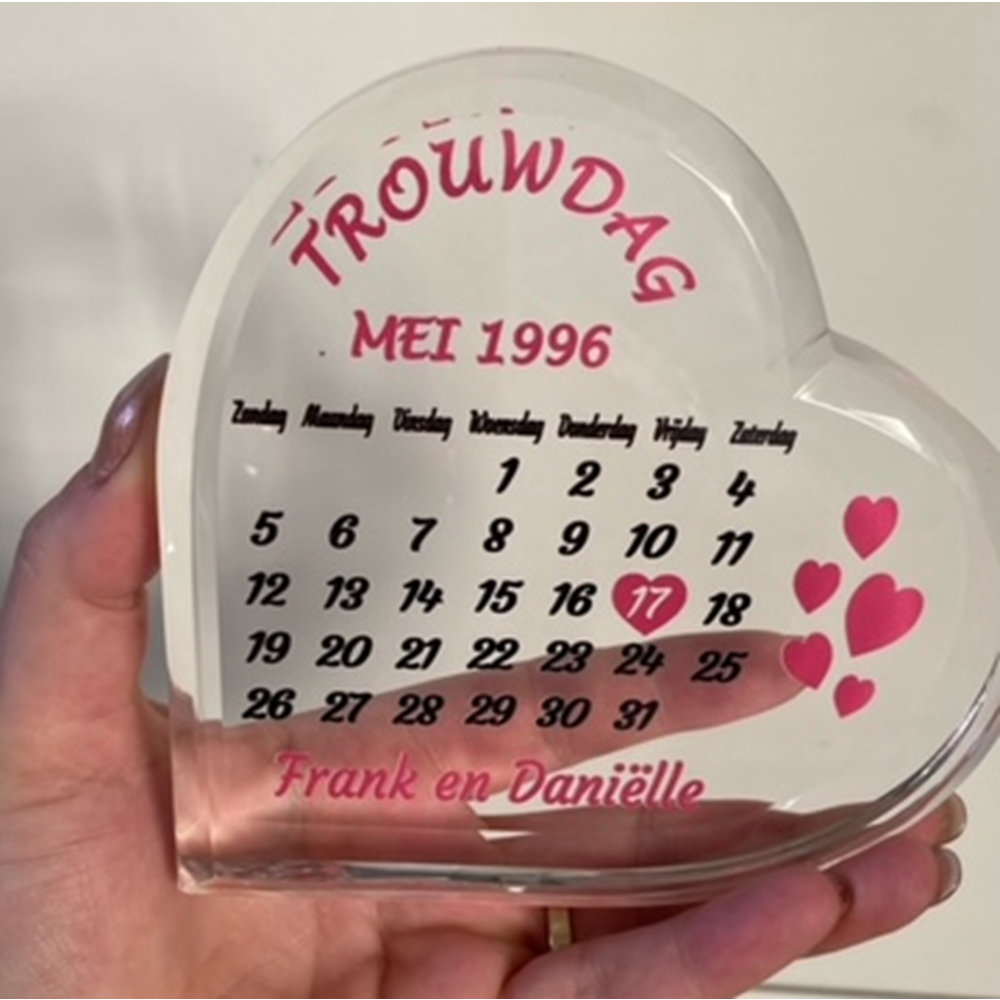 TROUWDAG
MEI 1996
Zondag Maandag Dinsdag Woensdag Donderdag Vrijdag Zaterdag
1 2 3 4
5 6 7 8 9 10 11
12 13 14 15 16 17 18
19 20 21 22 23 24 25
26 27 28 29 30 31
Frank en Daniëlle